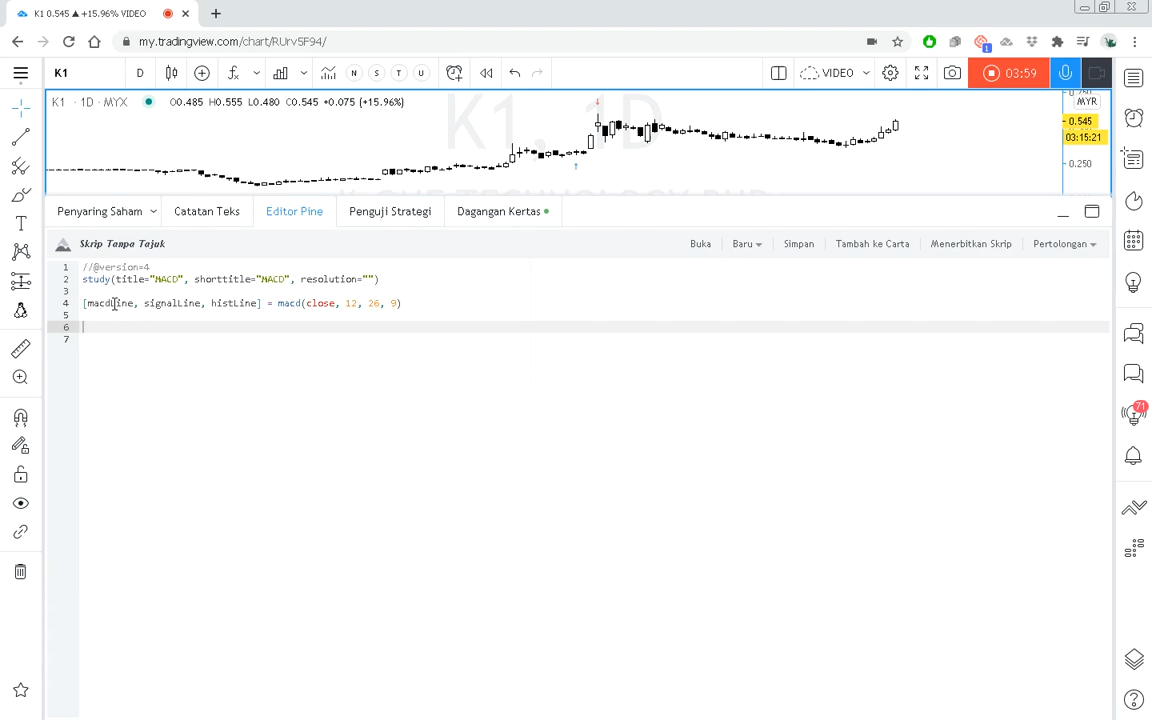 K1 0.545 ▲ +15.96% VIDEO
my.tradingview.com/chart/RUrv5F94/
1
K1 D N S T U VIDEO 03:59
K1 · 1D · MYX O0.485 H0.555 L0.480 C0.545 +0.075 (+15.96%)
MYR
K1, 1D
0.545
03:15:21
0.250
Penyaring Saham Catatan Teks Editor Pine Penguji Strategi Dagangan Kertas
Skrip Tanpa Tajuk Buka Baru Simpan Tambah ke Carta Menerbitkan Skrip Pertolongan
1 //@version=4
2 study(title="MACD", shorttitle="MACD", resolution="")
3
4 [macdLine, signalLine, histLine] = macd(close, 12, 26, 9)
5
6
7
71